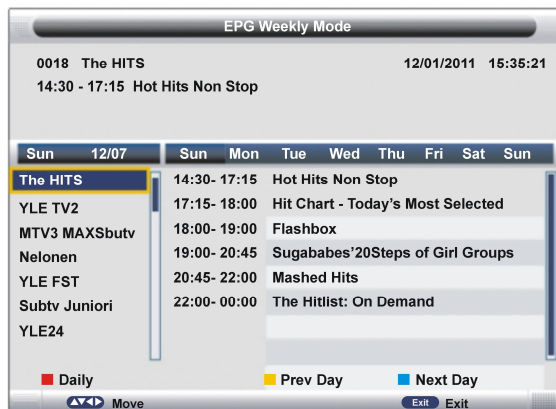 EPG Weekly Mode
0018 The HITS 12/01/2011 15:35:21
14:30 - 17:15 Hot Hits Non Stop
Sun 12/07 Sun Mon Tue Wed Thu Fri Sat Sun
The HITS 14:30- 17:15 Hot Hits Non Stop
YLE TV2 17:15- 18:00 Hit Chart - Today's Most Selected
MTV3 MAXSbutv 18:00- 19:00 Flashbox
Nelonen 19:00- 20:45 Sugababes'20Steps of Girl Groups
YLE FST 20:45- 22:00 Mashed Hits
Subtv Juniori 22:00- 00:00 The Hitlist: On Demand
YLE24
Daily Prev Day Next Day
Move Exit Exit